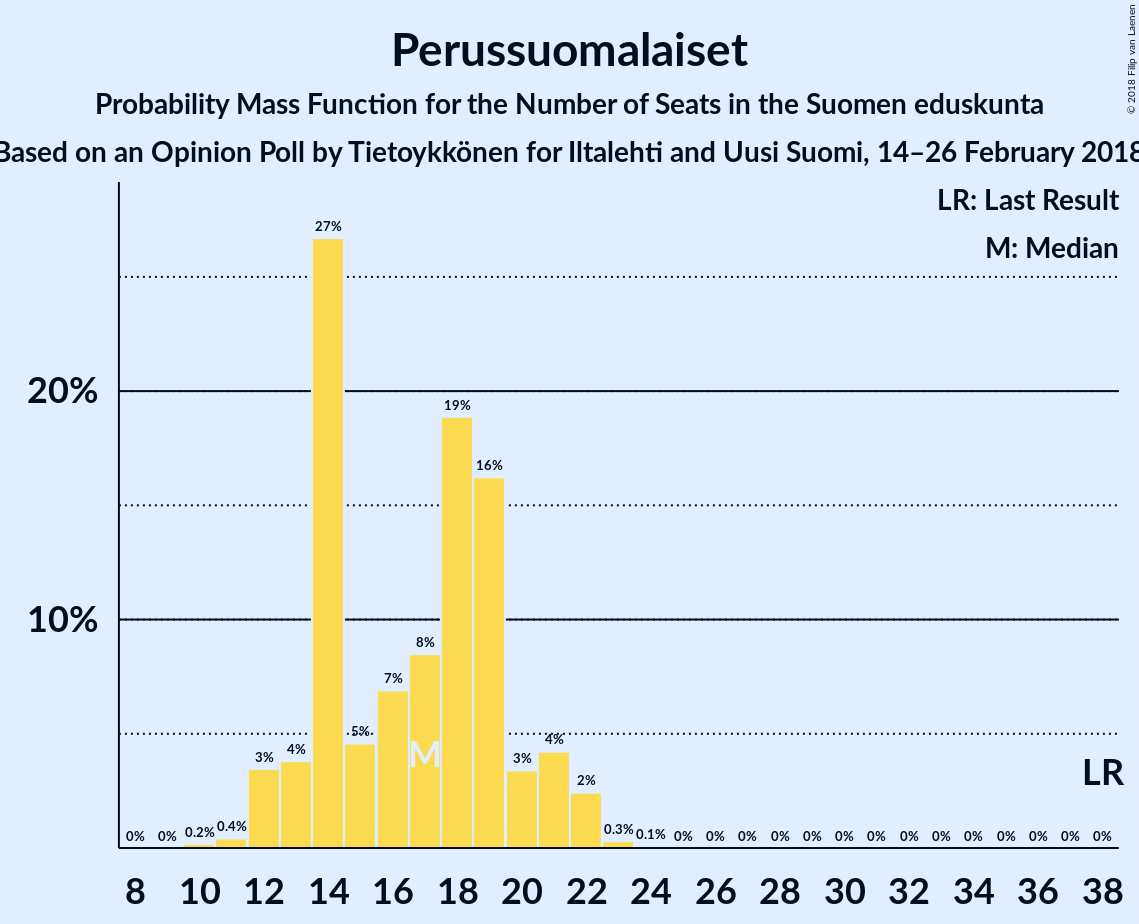 Perussuomalaiset
Probability Mass Function for the Number of Seats in the Suomen eduskunta
Based on an Opinion Poll by Tietoykkönen for Iltalehti and Uusi Suomi, 14–26 February 2018
© 2018 Filip van Laenen
LR: Last Result
M: Median
20%
10%
0% 0% 0.2% 0.4% 3% 4% 27% 5% 7% 8% 19% 16% 3% 4% 2% 0.3% 0.1% 0% 0% 0% 0% 0% 0% 0% 0% 0% 0% 0% 0% 0% 0%
M
LR
8 10 12 14 16 18 20 22 24 26 28 30 32 34 36 38